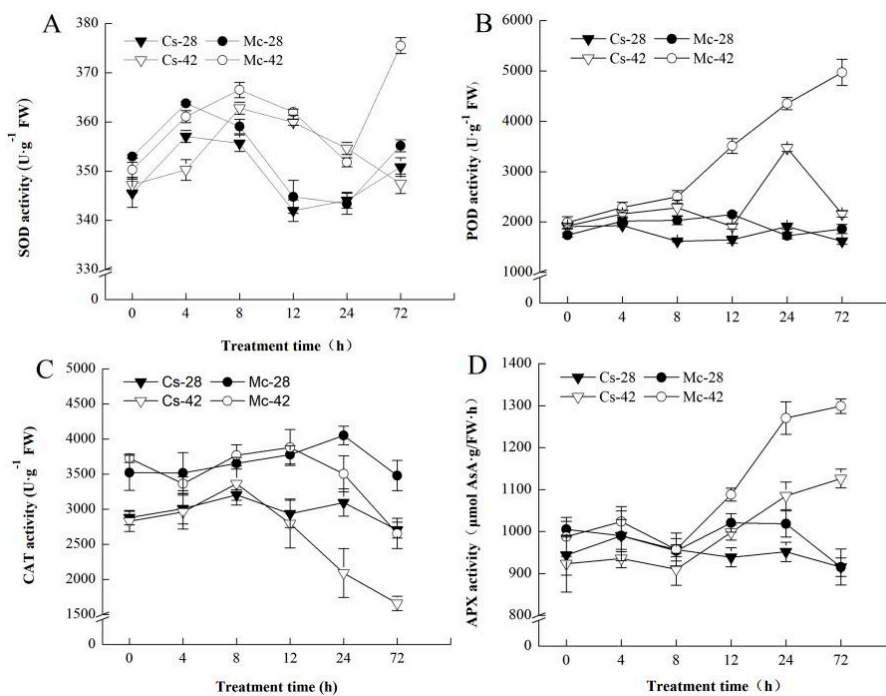 A
Cs-28 Mc-28
Cs-42 Mc-42
SOD activity (U·g⁻¹ FW)
380
370
360
350
340
330
0
0 4 8 12 24 72
Treatment time（h）
B
Cs-28 Mc-28
Cs-42 Mc-42
POD activity（U·g⁻¹ FW）
6000
5000
4000
3000
2000
1000
0
0 4 8 12 24 72
C
Cs-28 Mc-28
Cs-42 Mc-42
CAT activity (U·g⁻¹ FW)
5000
4500
4000
3500
3000
2500
2000
1500
0
0 4 8 12 24 72
Treatment time (h)
D
Cs-28 Mc-28
Cs-42 Mc-42
APX activity（μmol AsA·g/FW·h）
1400
1300
1200
1100
1000
900
800
0
0 4 8 12 24 72
Treatment time（h）